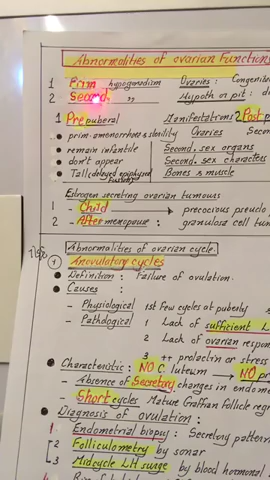 Abnormalities of ovarian Function
1 Prim hypogonadism Ovaries: Congenital
2 Second " Hypoth or pit:
1 Prepuberal Manifestations 2 Post
prim-amenorrhea & sterility Ovaries Secon
remain infantile Second. sex organs
don't appear Second. sex characters
Tall (delayed epiphyseal Bones & muscle
Estrogen secreting ovarian tumours
1 - Child → precocious pseudo
2 - After menopause : granulosa cell tum
Abnormalities of ovarian cycle.
1 Anovulatory cycles
Definition : Failure of ovulation.
Causes :
- Physiological 1st few cycles at puberty
- Pathological 1 Lack of sufficient L
2 Lack of ovarian respon
3 ++ prolactin or stress
Characteristic : NO C. luteum → NO pr
- Absence of Secretory changes in endome
- Short cycles Mature Graffian follicle regr
Diagnosis of ovulation :
1. Endometrial biopsy : Secretory pattern
2 Folliculometry by sonar
3 Midcycle LH surge by blood hormonal